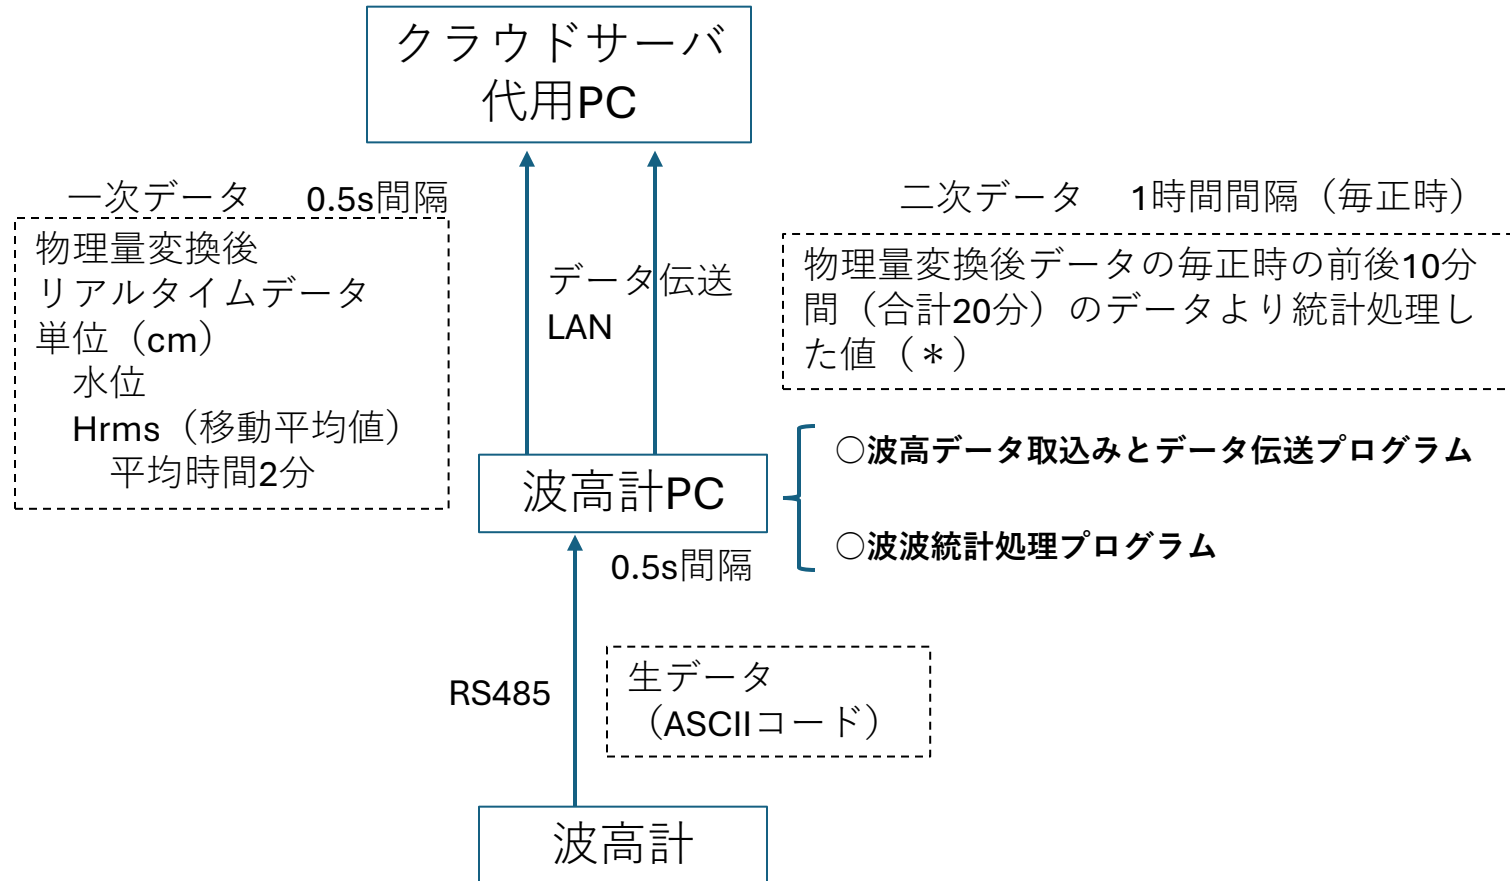 クラウドサーバ
代用PC
一次データ　0.5s間隔
物理量変換後
リアルタイムデータ
単位（cm）
水位
Hrms（移動平均値）
平均時間2分
データ伝送
LAN
二次データ　1時間間隔（毎正時）
物理量変換後データの毎正時の前後10分
間（合計20分）のデータより統計処理し
た値（＊）
波高計PC
○波高データ取込みとデータ伝送プログラム
○波波統計処理プログラム
0.5s間隔
RS485
生データ
（ASCIIコード）
波高計